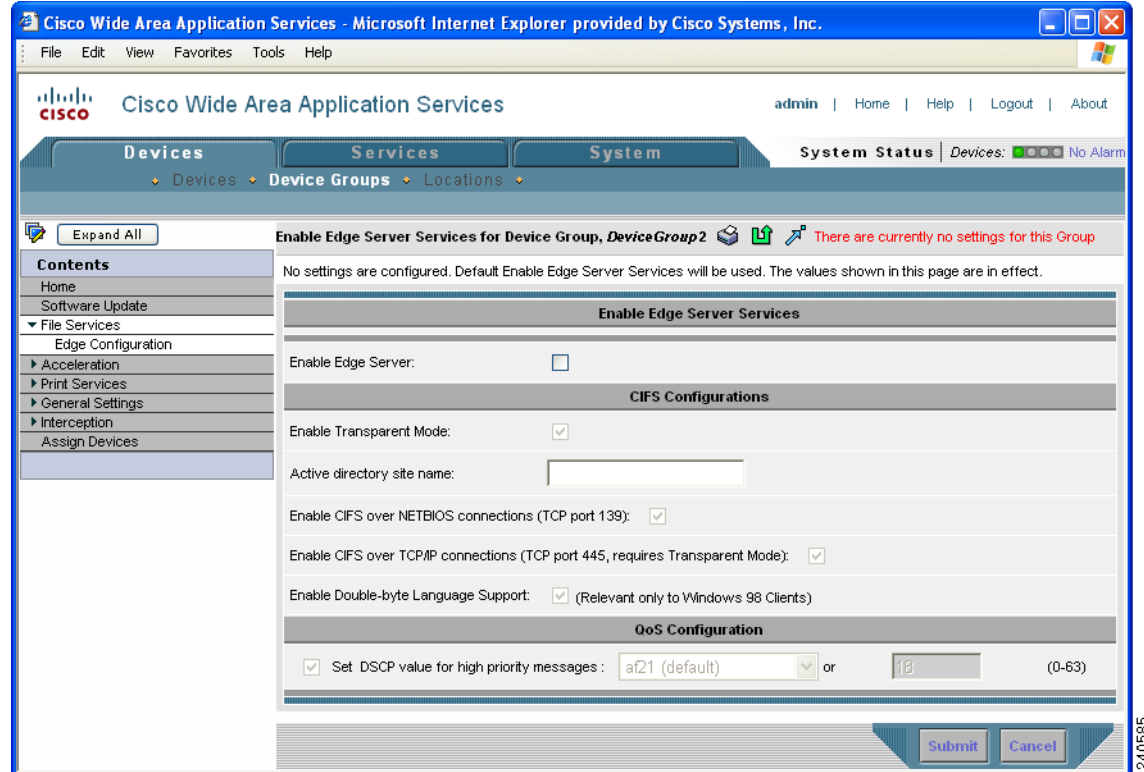 Cisco Wide Area Application Services - Microsoft Internet Explorer provided by Cisco Systems, Inc.
File Edit View Favorites Tools Help
CISCO
Cisco Wide Area Application Services
admin | Home | Help | Logout | About
Devices Services System
System Status | Devices: No Alarm
Devices Device Groups Locations
Expand All
Enable Edge Server Services for Device Group, DeviceGroup2 There are currently no settings for this Group
Contents
Home
Software Update
File Services
Edge Configuration
Acceleration
Print Services
General Settings
Interception
Assign Devices
No settings are configured. Default Enable Edge Server Services will be used. The values shown in this page are in effect.
Enable Edge Server Services
Enable Edge Server:
CIFS Configurations
Enable Transparent Mode:
Active directory site name:
Enable CIFS over NETBIOS connections (TCP port 139):
Enable CIFS over TCP/IP connections (TCP port 445, requires Transparent Mode):
Enable Double-byte Language Support: (Relevant only to Windows 98 Clients)
QoS Configuration
Set DSCP value for high priority messages : af21 (default) or 18 (0-63)
Submit Cancel
240585